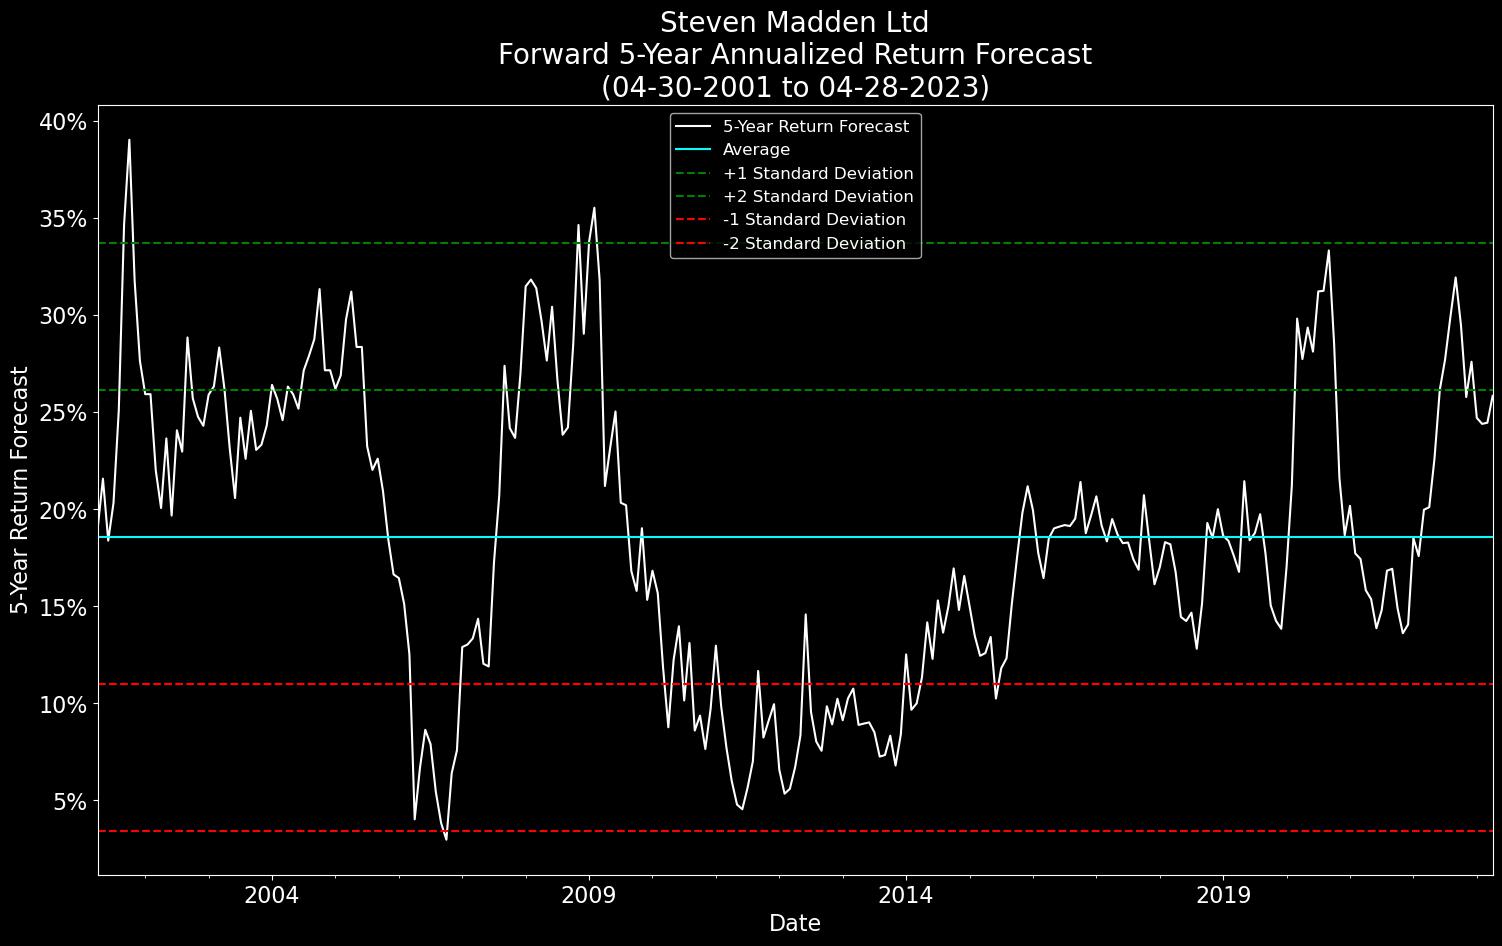 Steven Madden Ltd
Forward 5-Year Annualized Return Forecast
(04-30-2001 to 04-28-2023)
5-Year Return Forecast
Average
+1 Standard Deviation
+2 Standard Deviation
-1 Standard Deviation
-2 Standard Deviation
40%
35%
30%
25%
20%
15%
10%
5%
5-Year Return Forecast
2004
2009
2014
2019
Date